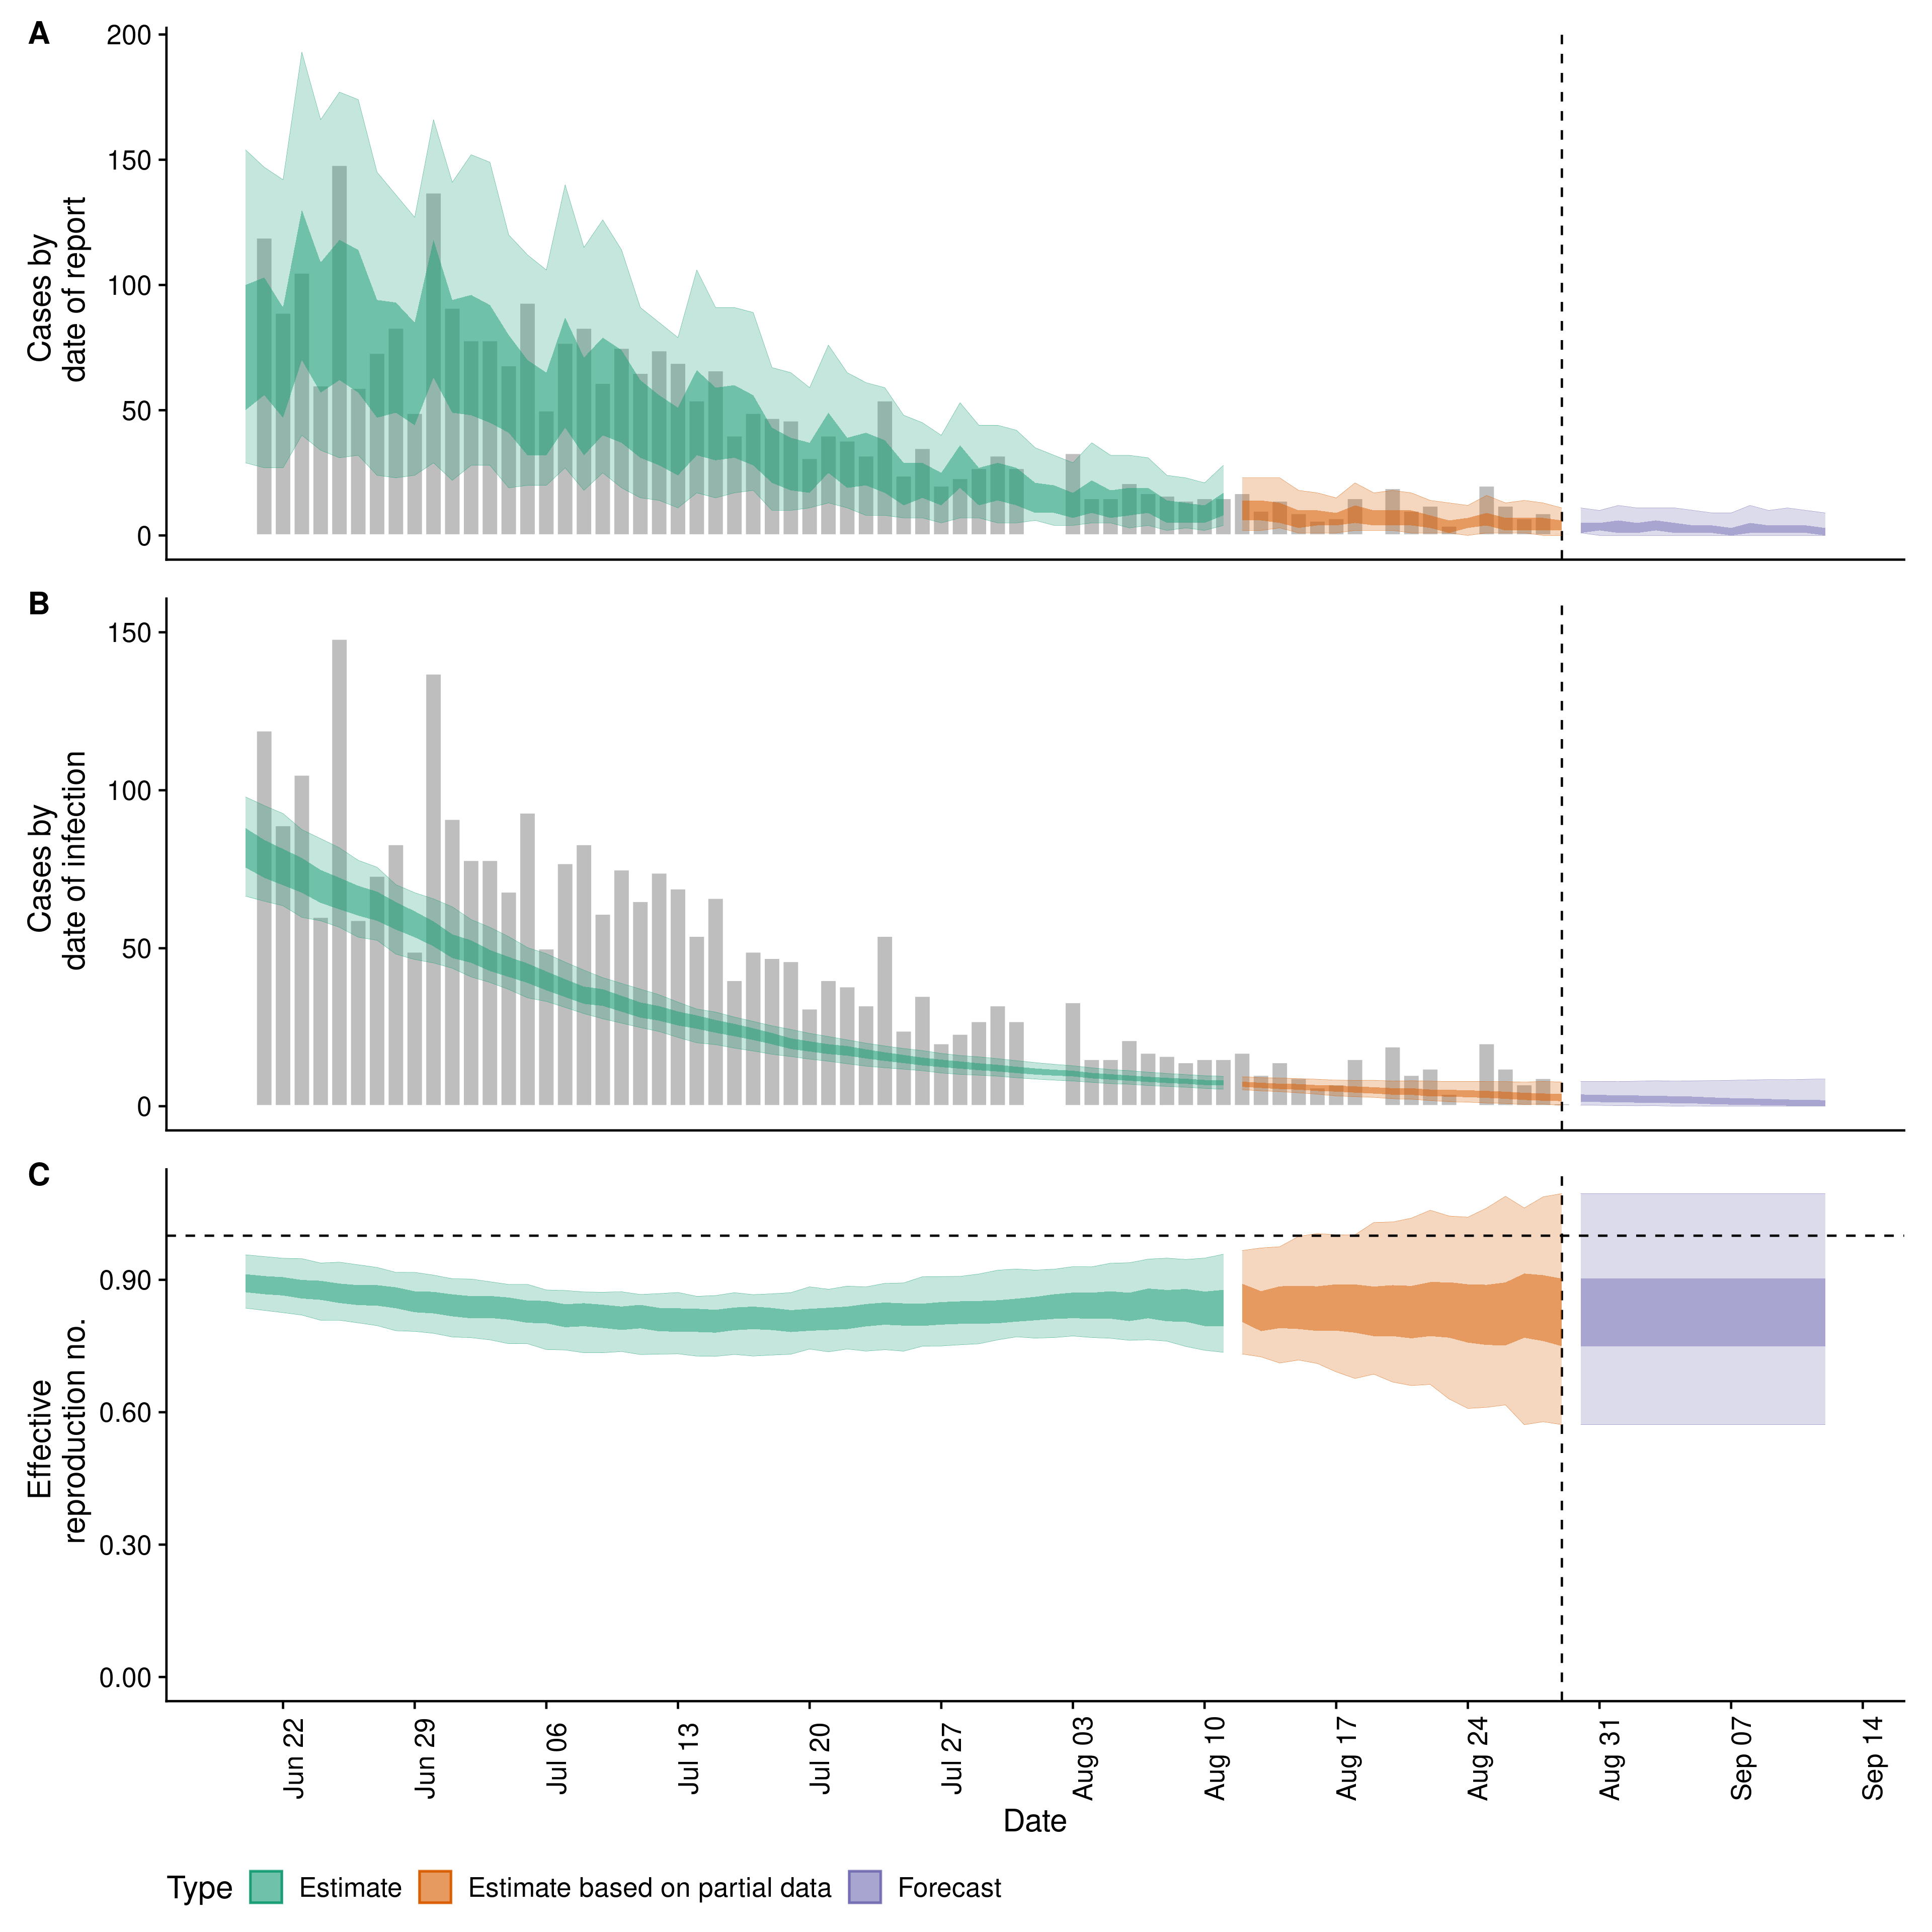 A
Cases by
date of report
200
150
100
50
0
B
Cases by
date of infection
150
100
50
0
C
Effective
reproduction no.
0.90
0.60
0.30
0.00
Jun 22
Jun 29
Jul 06
Jul 13
Jul 20
Jul 27
Aug 03
Aug 10
Aug 17
Aug 24
Aug 31
Sep 07
Sep 14
Date
Type Estimate Estimate based on partial data Forecast